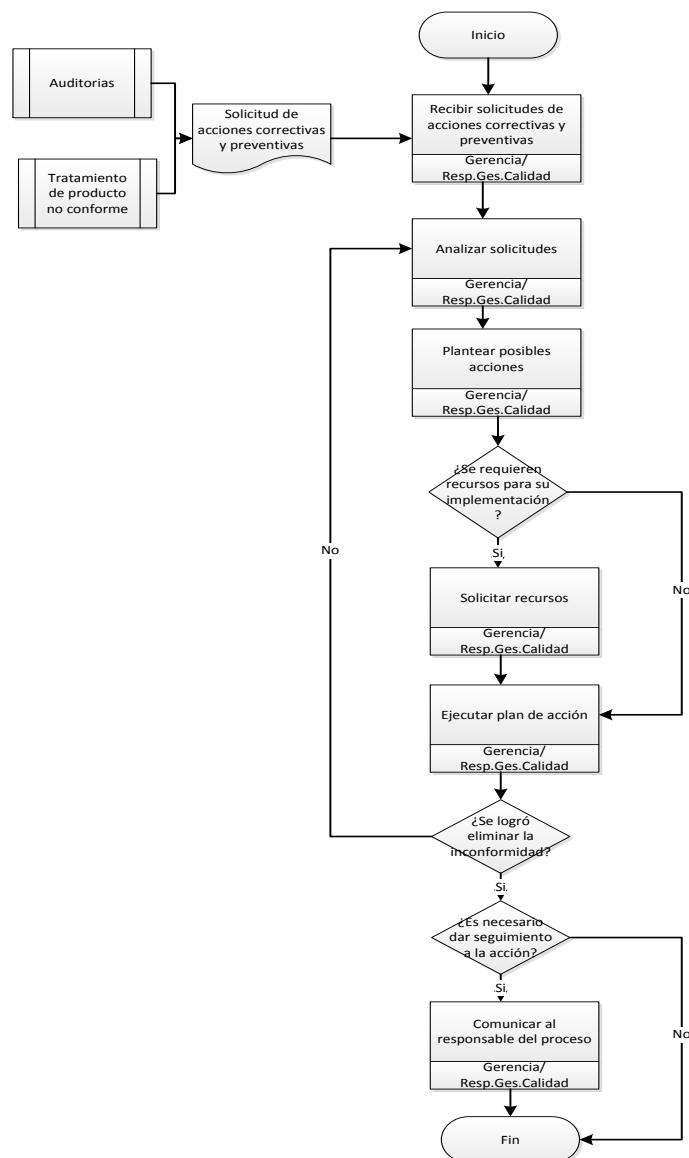 Inicio
Auditorias
Solicitud de
acciones correctivas
y preventivas
Recibir solicitudes de
acciones correctivas y
preventivas
Gerencia/
Resp.Ges.Calidad
Tratamiento
de producto
no conforme
Analizar solicitudes
Gerencia/
Resp.Ges.Calidad
Plantear posibles
acciones
Gerencia/
Resp.Ges.Calidad
¿Se requieren
recursos para su
implementación
?
No
Si
No
Solicitar recursos
Gerencia/
Resp.Ges.Calidad
Ejecutar plan de acción
Gerencia/
Resp.Ges.Calidad
¿Se logró
eliminar la
inconformidad?
Si
¿Es necesario
dar seguimiento
a la acción?
Si
No
Comunicar al
responsable del proceso
Gerencia/
Resp.Ges.Calidad
Fin